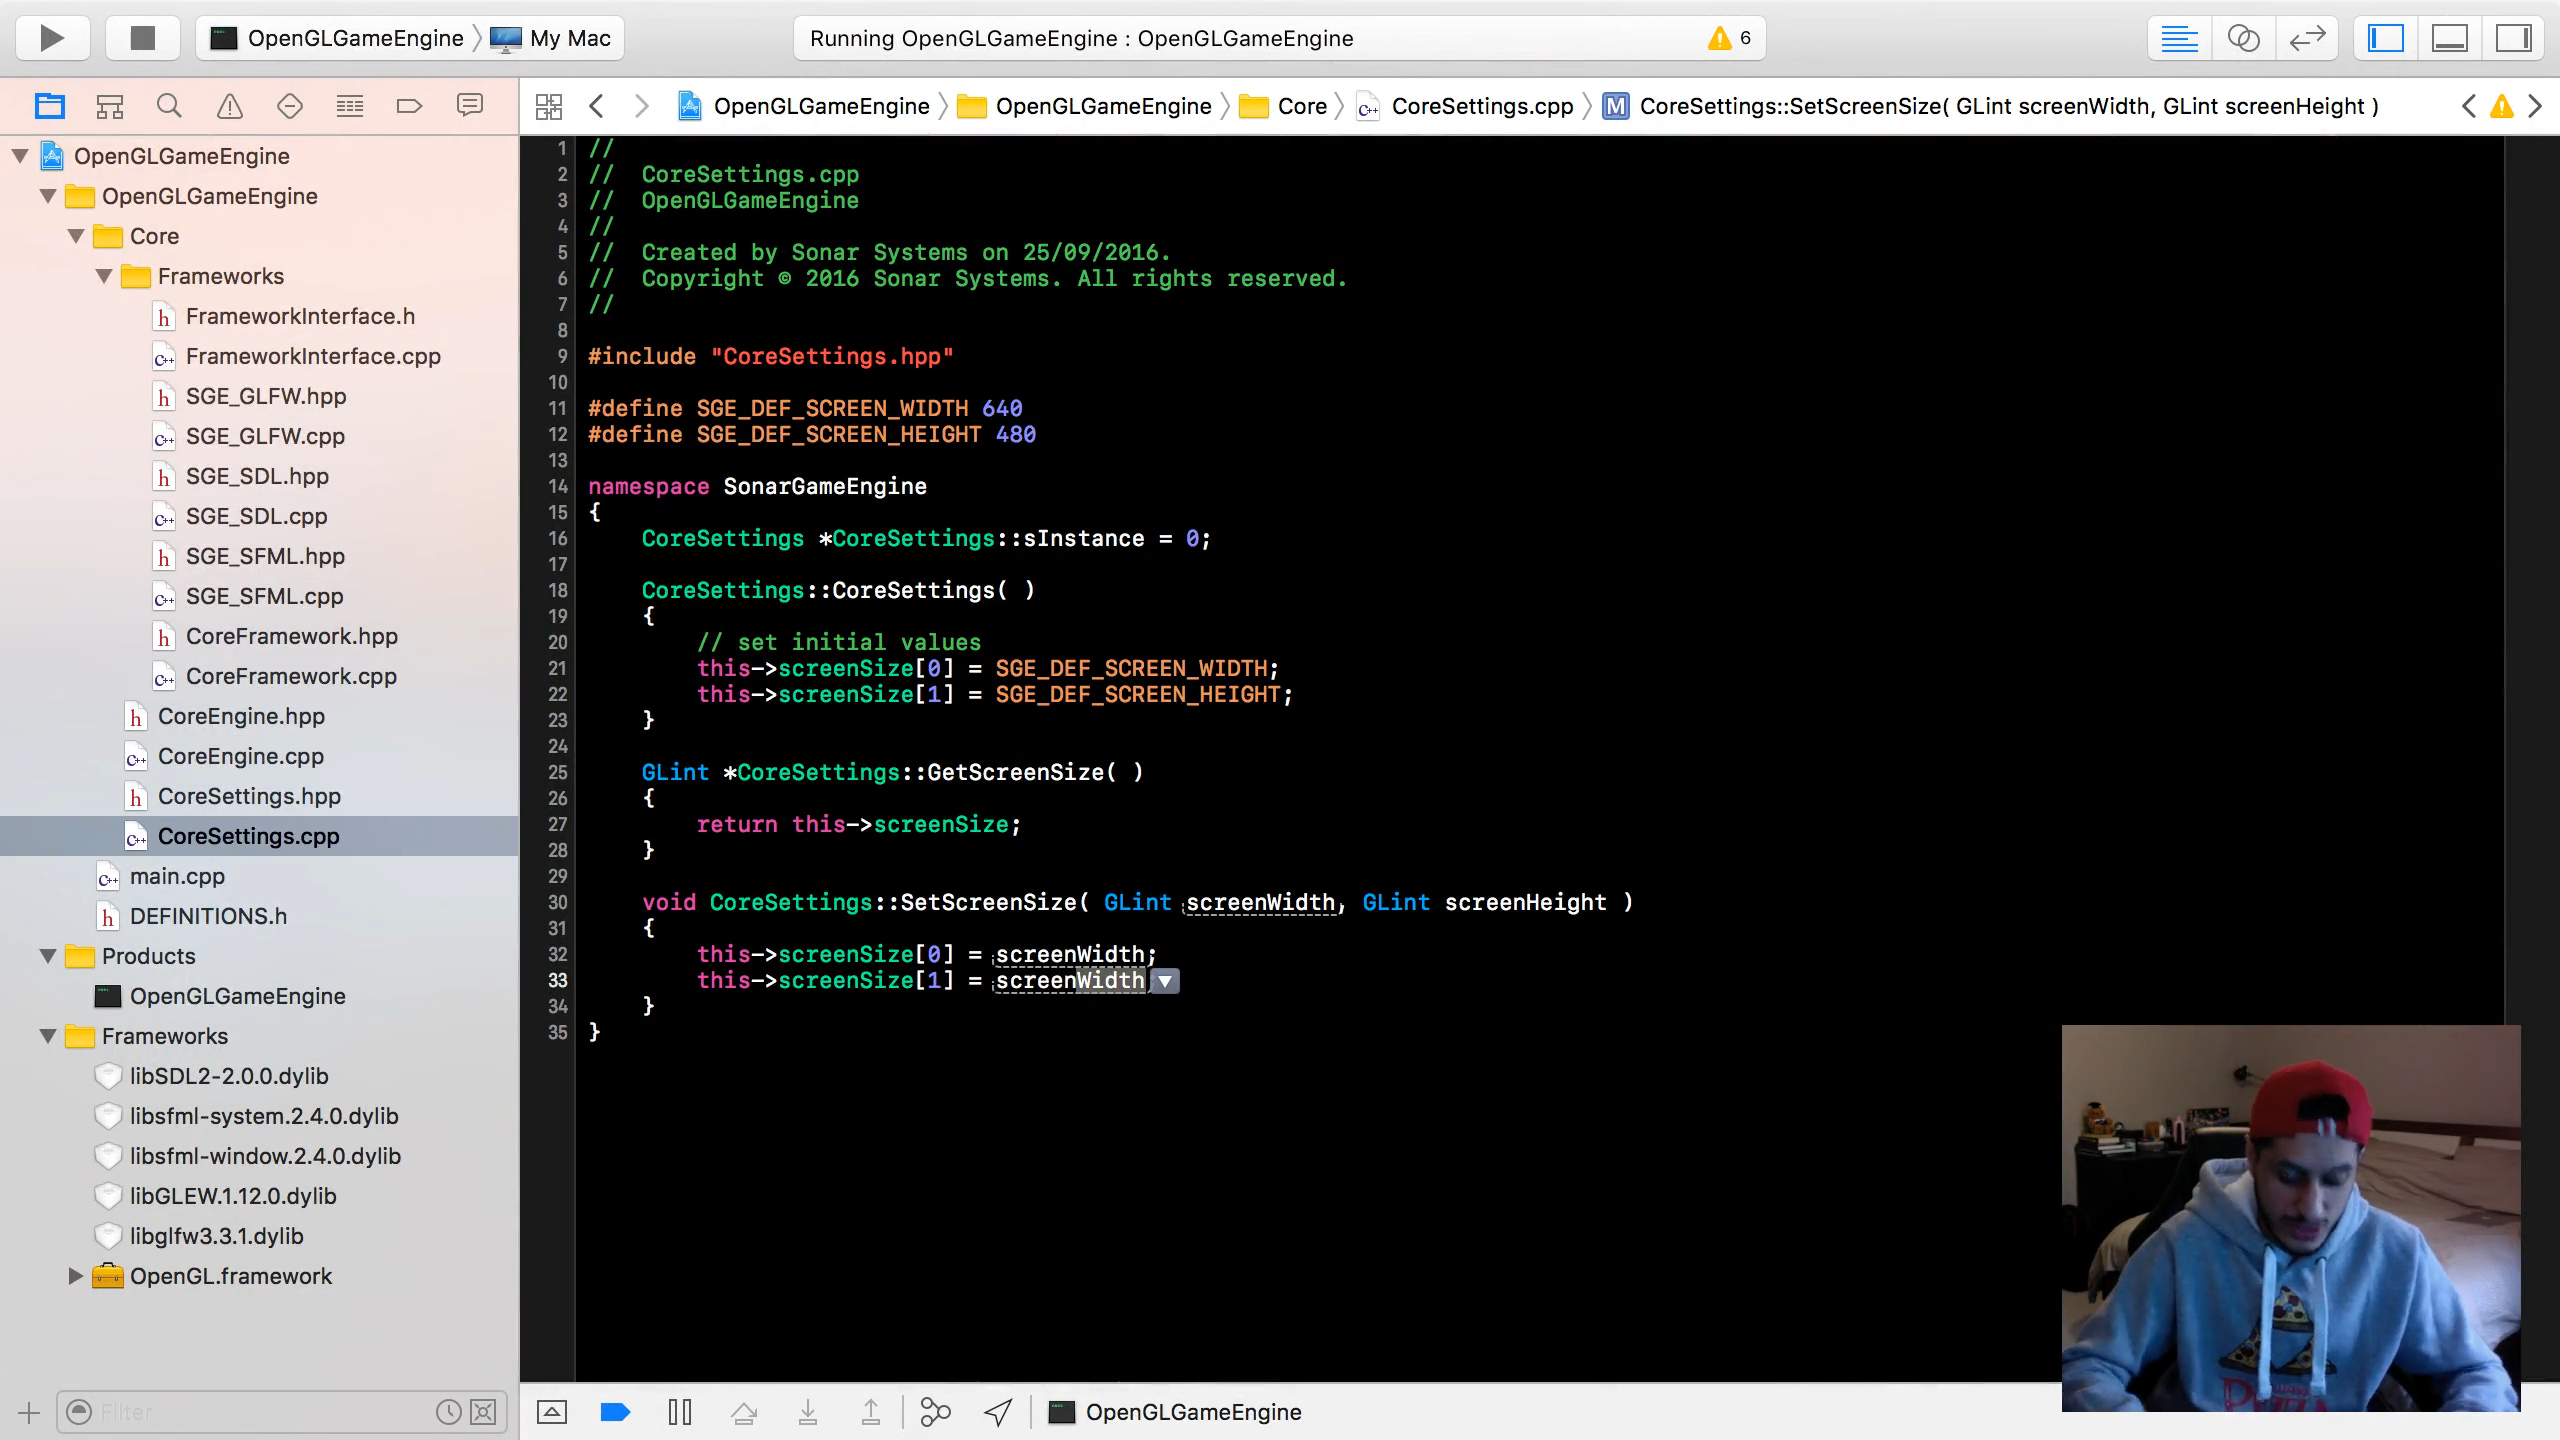 OpenGLGameEngine My Mac
Running OpenGLGameEngine : OpenGLGameEngine
6
OpenGLGameEngine OpenGLGameEngine Core CoreSettings.cpp M CoreSettings::SetScreenSize( GLint screenWidth, GLint screenHeight )
OpenGLGameEngine
OpenGLGameEngine
Core
Frameworks
h FrameworkInterface.h
C++ FrameworkInterface.cpp
h SGE_GLFW.hpp
C++ SGE_GLFW.cpp
h SGE_SDL.hpp
C++ SGE_SDL.cpp
h SGE_SFML.hpp
C++ SGE_SFML.cpp
h CoreFramework.hpp
C++ CoreFramework.cpp
h CoreEngine.hpp
C++ CoreEngine.cpp
h CoreSettings.hpp
C++ CoreSettings.cpp
C++ main.cpp
h DEFINITIONS.h
Products
OpenGLGameEngine
Frameworks
libSDL2-2.0.0.dylib
libsfml-system.2.4.0.dylib
libsfml-window.2.4.0.dylib
libGLEW.1.12.0.dylib
libglfw3.3.1.dylib
OpenGL.framework
Filter
1 //
2 // CoreSettings.cpp
3 // OpenGLGameEngine
4 //
5 // Created by Sonar Systems on 25/09/2016.
6 // Copyright © 2016 Sonar Systems. All rights reserved.
7 //
8
9 #include "CoreSettings.hpp"
10
11 #define SGE_DEF_SCREEN_WIDTH 640
12 #define SGE_DEF_SCREEN_HEIGHT 480
13
14 namespace SonarGameEngine
15 {
16 CoreSettings *CoreSettings::sInstance = 0;
17
18 CoreSettings::CoreSettings( )
19 {
20 // set initial values
21 this->screenSize[0] = SGE_DEF_SCREEN_WIDTH;
22 this->screenSize[1] = SGE_DEF_SCREEN_HEIGHT;
23 }
24
25 GLint *CoreSettings::GetScreenSize( )
26 {
27 return this->screenSize;
28 }
29
30 void CoreSettings::SetScreenSize( GLint screenWidth, GLint screenHeight )
31 {
32 this->screenSize[0] = screenWidth;
33 this->screenSize[1] = screenWidth
34 }
35 }
OpenGLGameEngine